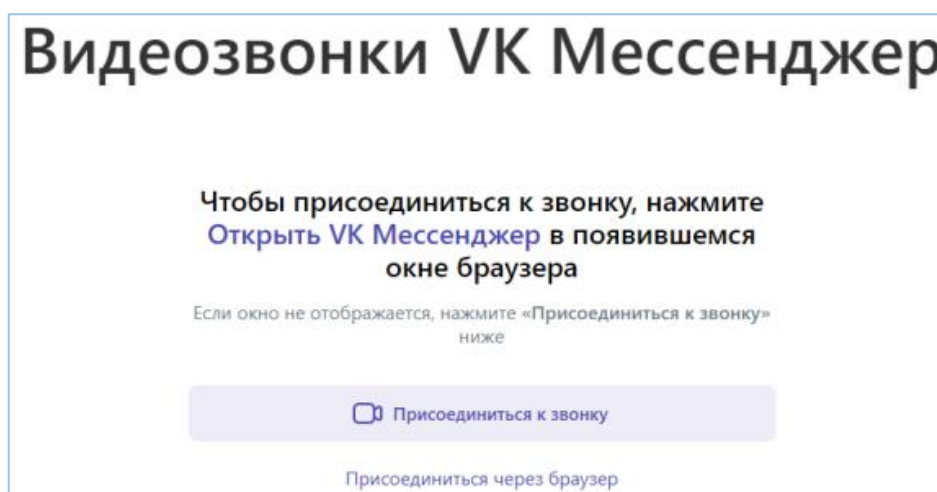 Видеозвонки VK Мессенджер
Чтобы присоединиться к звонку, нажмите
Открыть VK Мессенджер в появившемся
окне браузера
Если окно не отображается, нажмите «Присоединиться к звонку»
ниже
Присоединиться к звонку
Присоединиться через браузер